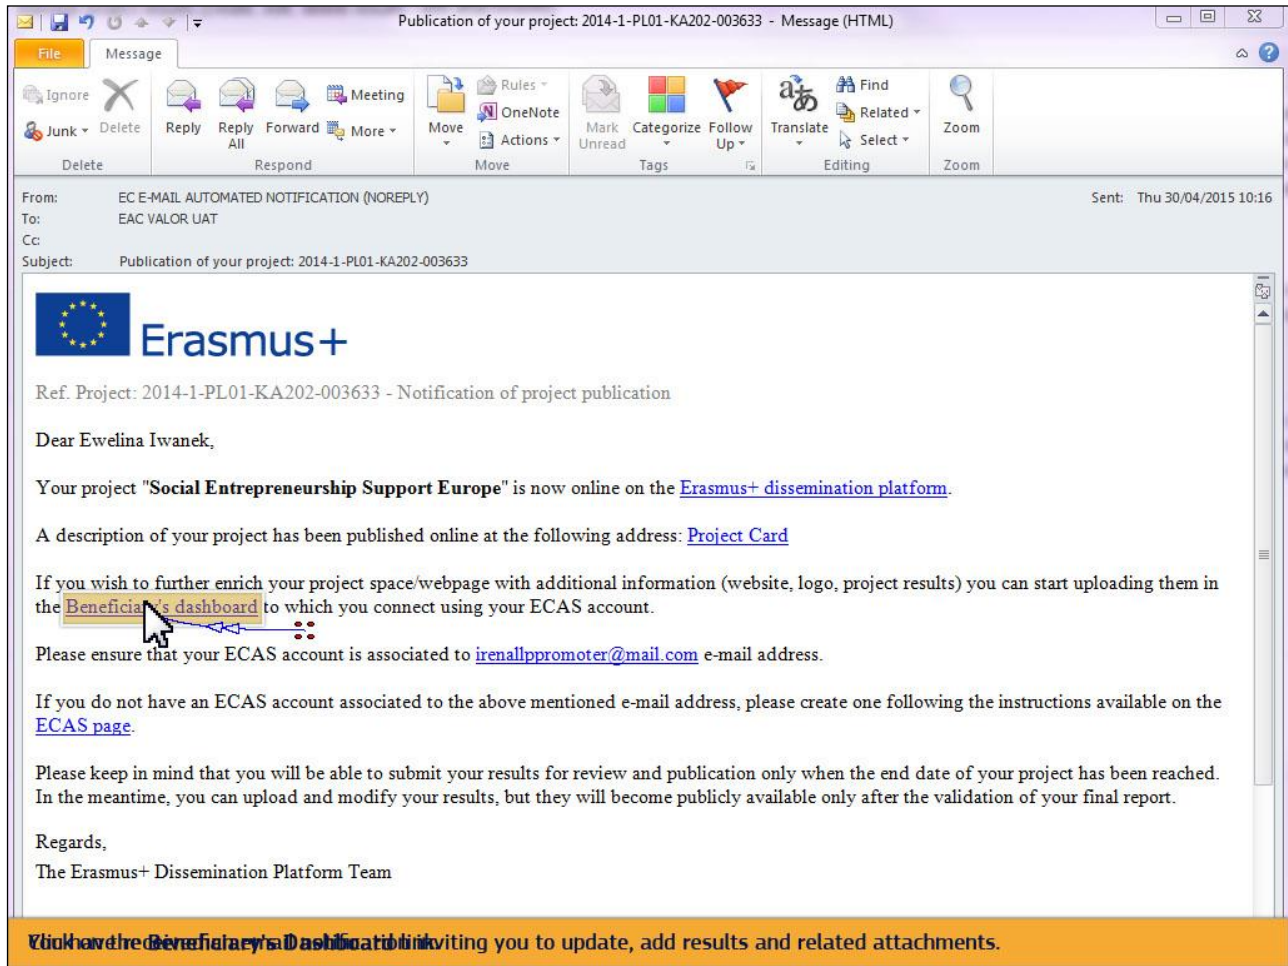 Publication of your project: 2014-1-PL01-KA202-003633 - Message (HTML)
File Message
Ignore
Junk
Delete
Reply
Reply All
Forward
Meeting
More
Move
Rules
OneNote
Actions
Mark Unread
Categorize
Follow Up
Translate
Find
Related
Select
Zoom
Delete Respond Move Tags Editing Zoom
From: EC E-MAIL AUTOMATED NOTIFICATION (NOREPLY) Sent: Thu 30/04/2015 10:16
To: EAC VALOR UAT
Cc:
Subject: Publication of your project: 2014-1-PL01-KA202-003633
Erasmus+
Ref. Project: 2014-1-PL01-KA202-003633 - Notification of project publication
Dear Ewelina Iwanek,
Your project "Social Entrepreneurship Support Europe" is now online on the Erasmus+ dissemination platform.
A description of your project has been published online at the following address: Project Card
If you wish to further enrich your project space/webpage with additional information (website, logo, project results) you can start uploading them in
the Beneficiary's dashboard to which you connect using your ECAS account.
Please ensure that your ECAS account is associated to irenallppromoter@mail.com e-mail address.
If you do not have an ECAS account associated to the above mentioned e-mail address, please create one following the instructions available on the
ECAS page.
Please keep in mind that you will be able to submit your results for review and publication only when the end date of your project has been reached.
In the meantime, you can upload and modify your results, but they will become publicly available only after the validation of your final report.
Regards,
The Erasmus+ Dissemination Platform Team
you to update, add results and related attachments.